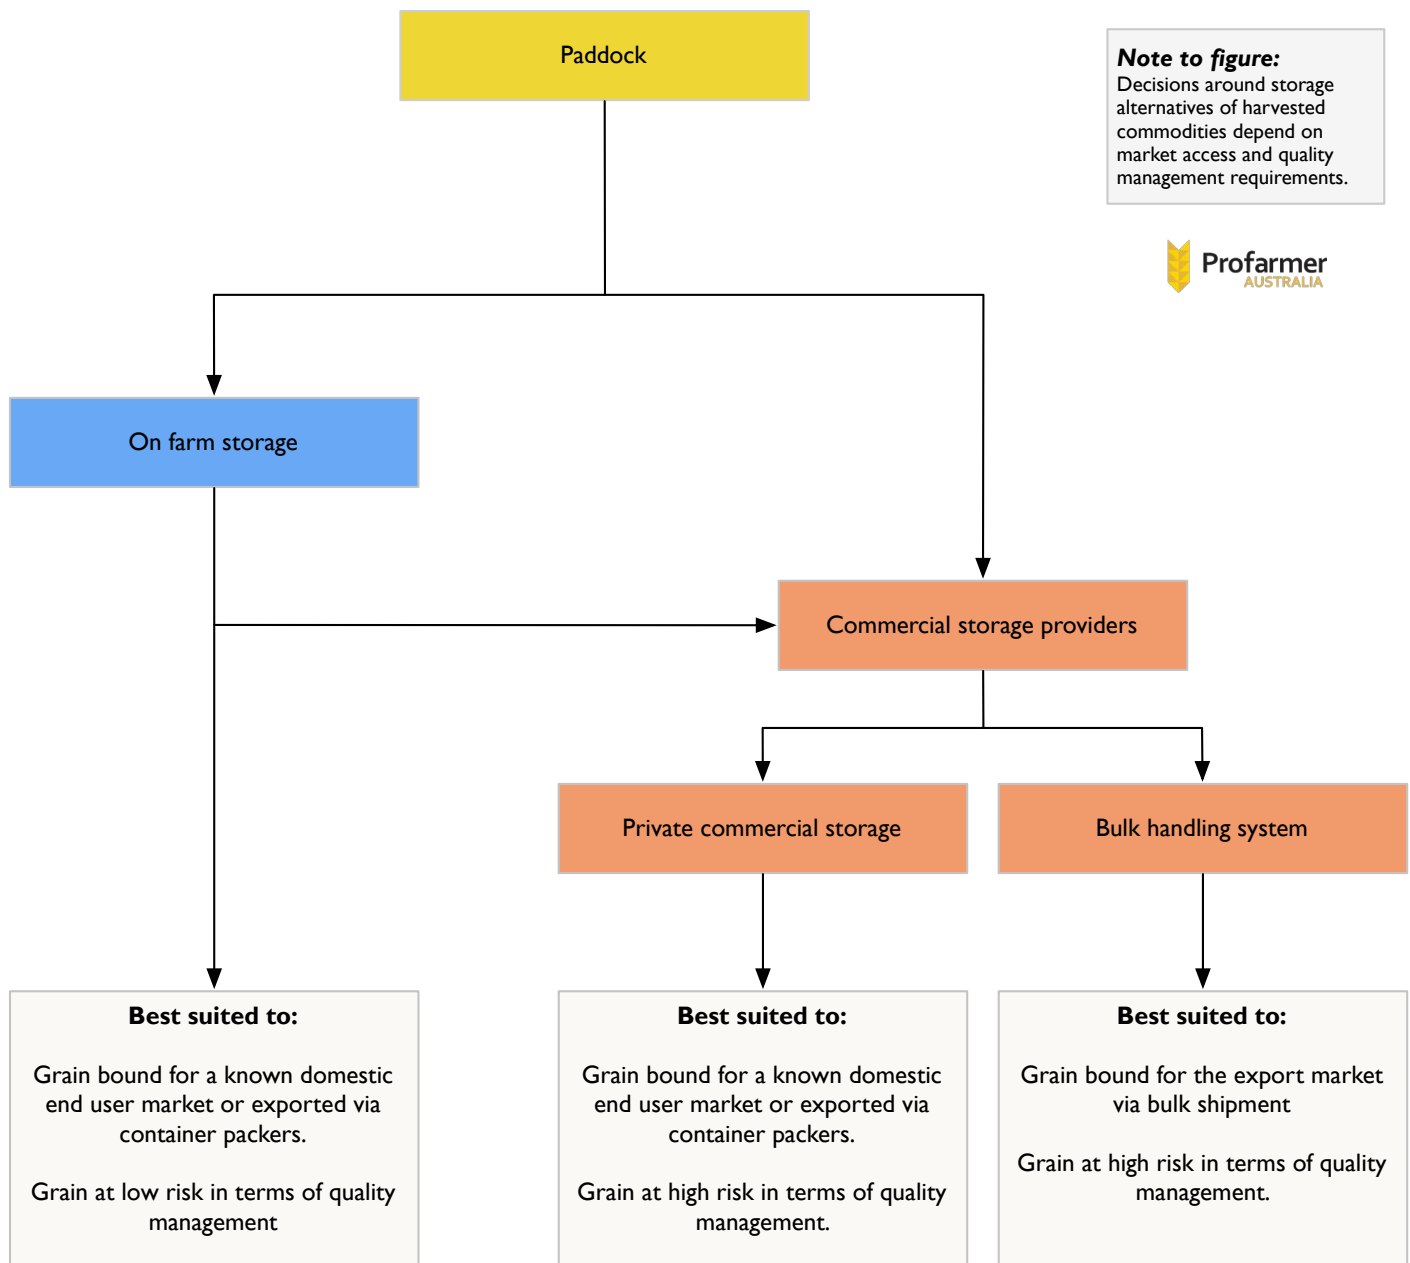 Paddock
Note to figure:
Decisions around storage
alternatives of harvested
commodities depend on
market access and quality
management requirements.
Profarmer
AUSTRALIA
On farm storage
Commercial storage providers
Private commercial storage
Bulk handling system
Best suited to:
Grain bound for a known domestic
end user market or exported via
container packers.
Grain at low risk in terms of quality
management
Best suited to:
Grain bound for a known domestic
end user market or exported via
container packers.
Grain at high risk in terms of quality
management.
Best suited to:
Grain bound for the export market
via bulk shipment
Grain at high risk in terms of quality
management.